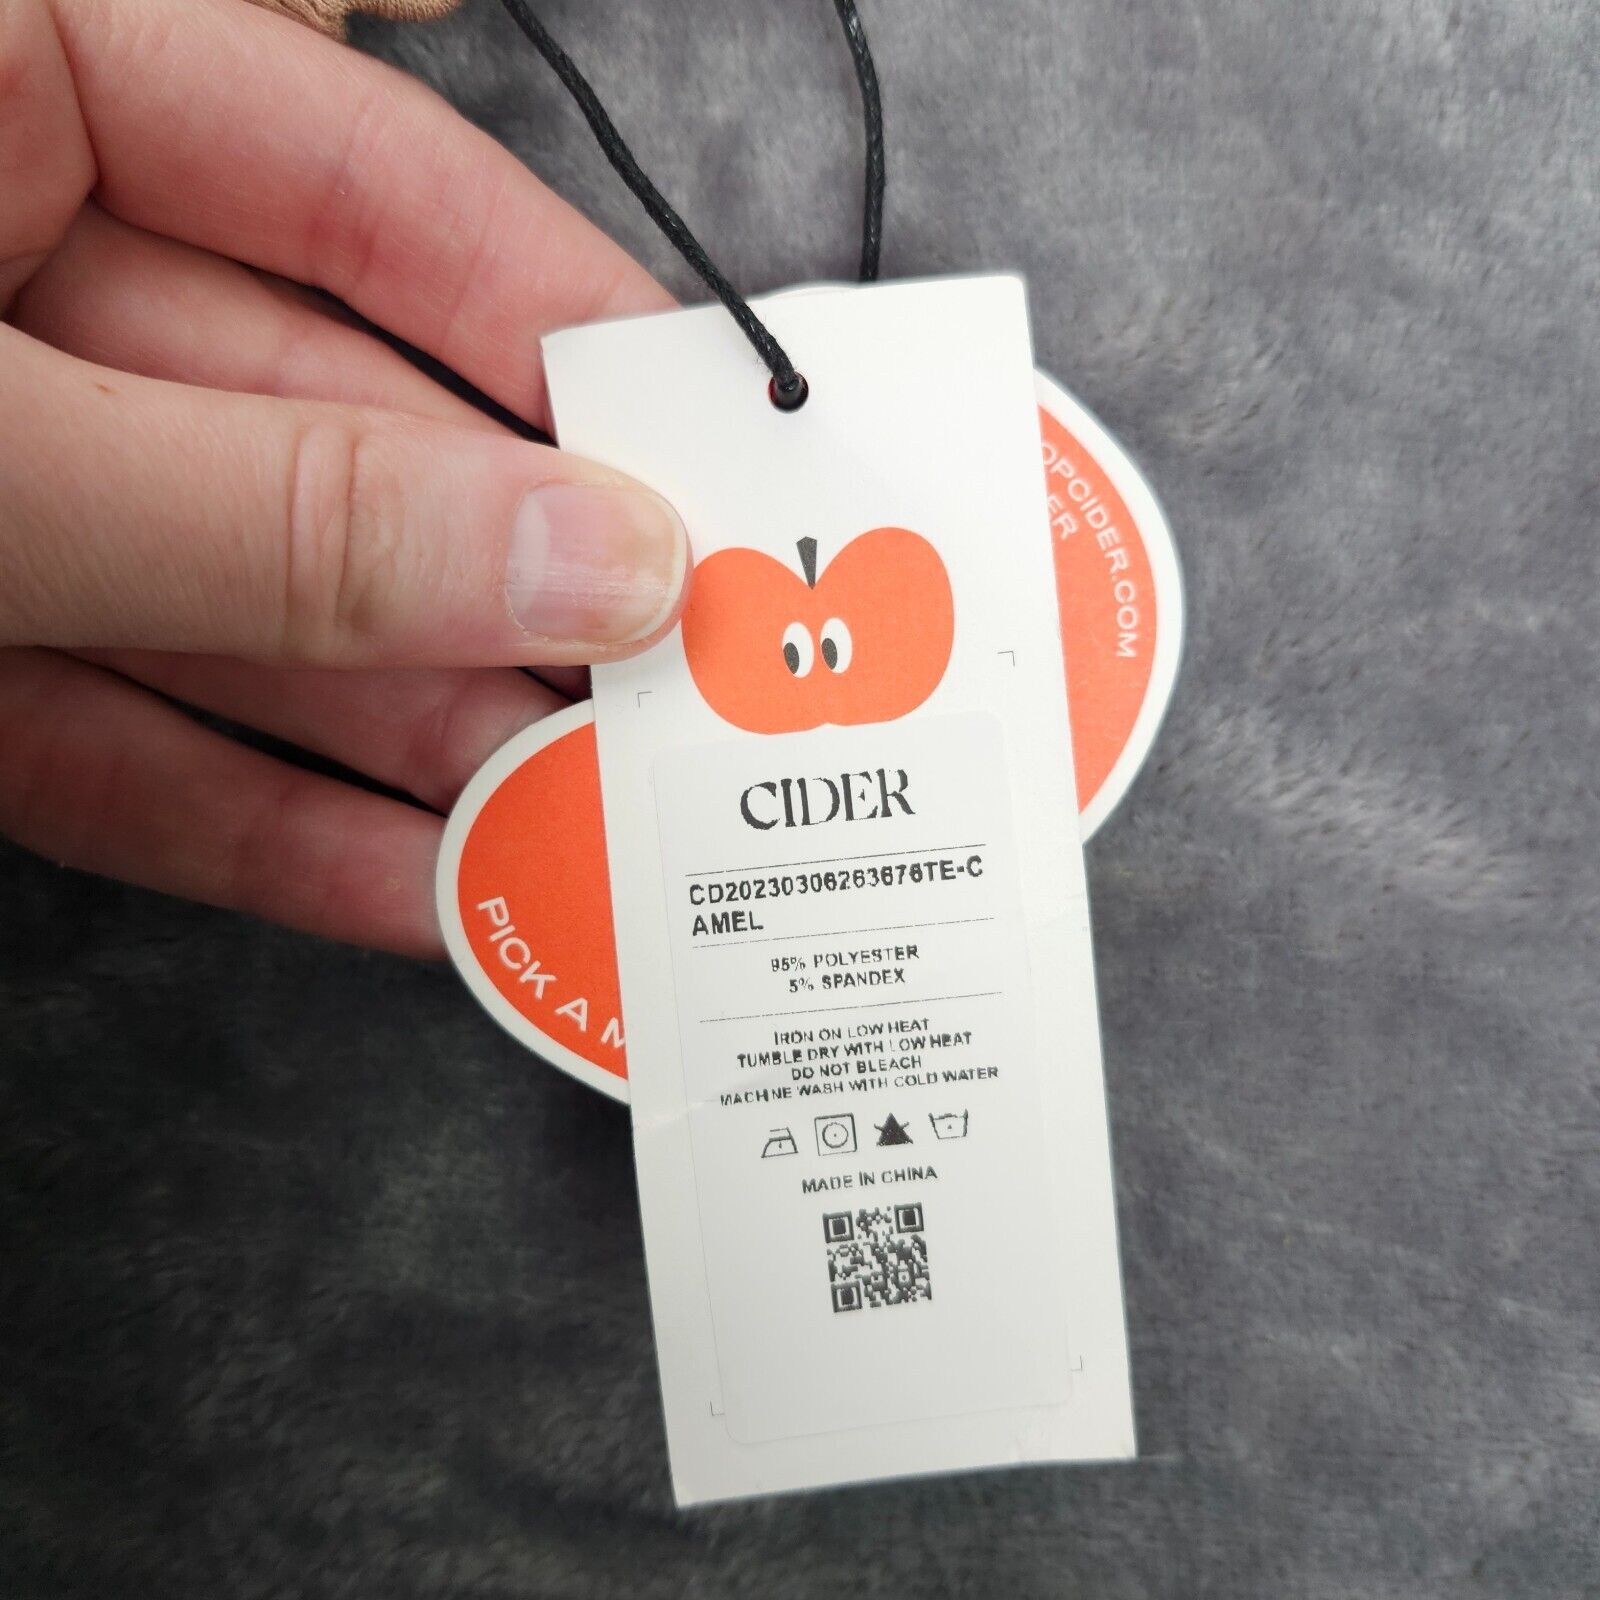 OPCIDER.COM
ER
PICK A M
CIDER
CD20230306263676TE-C
AMEL
95% POLYESTER
5% SPANDEX
IRON ON LOW HEAT
TUMBLE DRY WITH LOW HEAT
DO NOT BLEACH
MACHINE WASH WITH COLD WATER
MADE IN CHINA